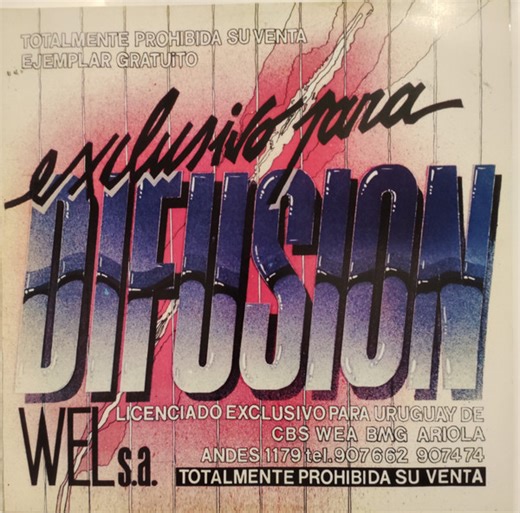 TOTALMENTE PROHIBIDA SU VENTA
EJEMPLAR GRATUiTO
exclusivo para
DIFUSION
WEL s.a.
LICENCIADO EXCLUSIVO PARA URUGUAY DE
CBS WEA BMG ARIOLA
ANDES 1179 tel. 907662 907474
TOTALMENTE PROHIBIDA SU VENTA